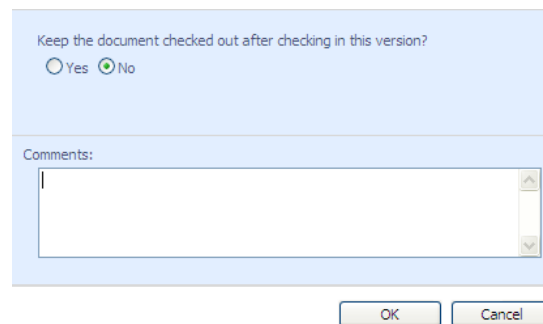 Keep the document checked out after checking in this version?
Yes No
Comments:
OK Cancel